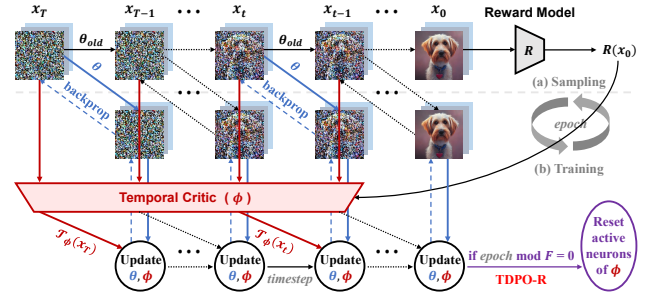 x_T x_{T-1} ... x_t x_{t-1} ... x_0 Reward Model
θ_old θ_old R R(x_0)
θ θ
(a) Sampling
backprop ... backprop ...
epoch
(b) Training
Temporal Critic (ϕ)
𝒯_ϕ(x_T) 𝒯_ϕ(x_t)
Reset
active
neurons
of ϕ
... ...
Update Update Update Update
θ,ϕ θ,ϕ θ,ϕ θ,ϕ
timestep
if epoch mod F = 0
TDPO-R